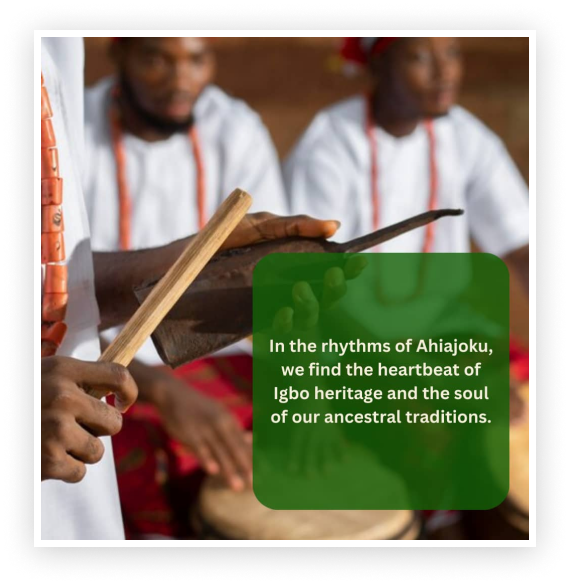 In the rhythms of Ahiajoku,
we find the heartbeat of
Igbo heritage and the soul
of our ancestral traditions.